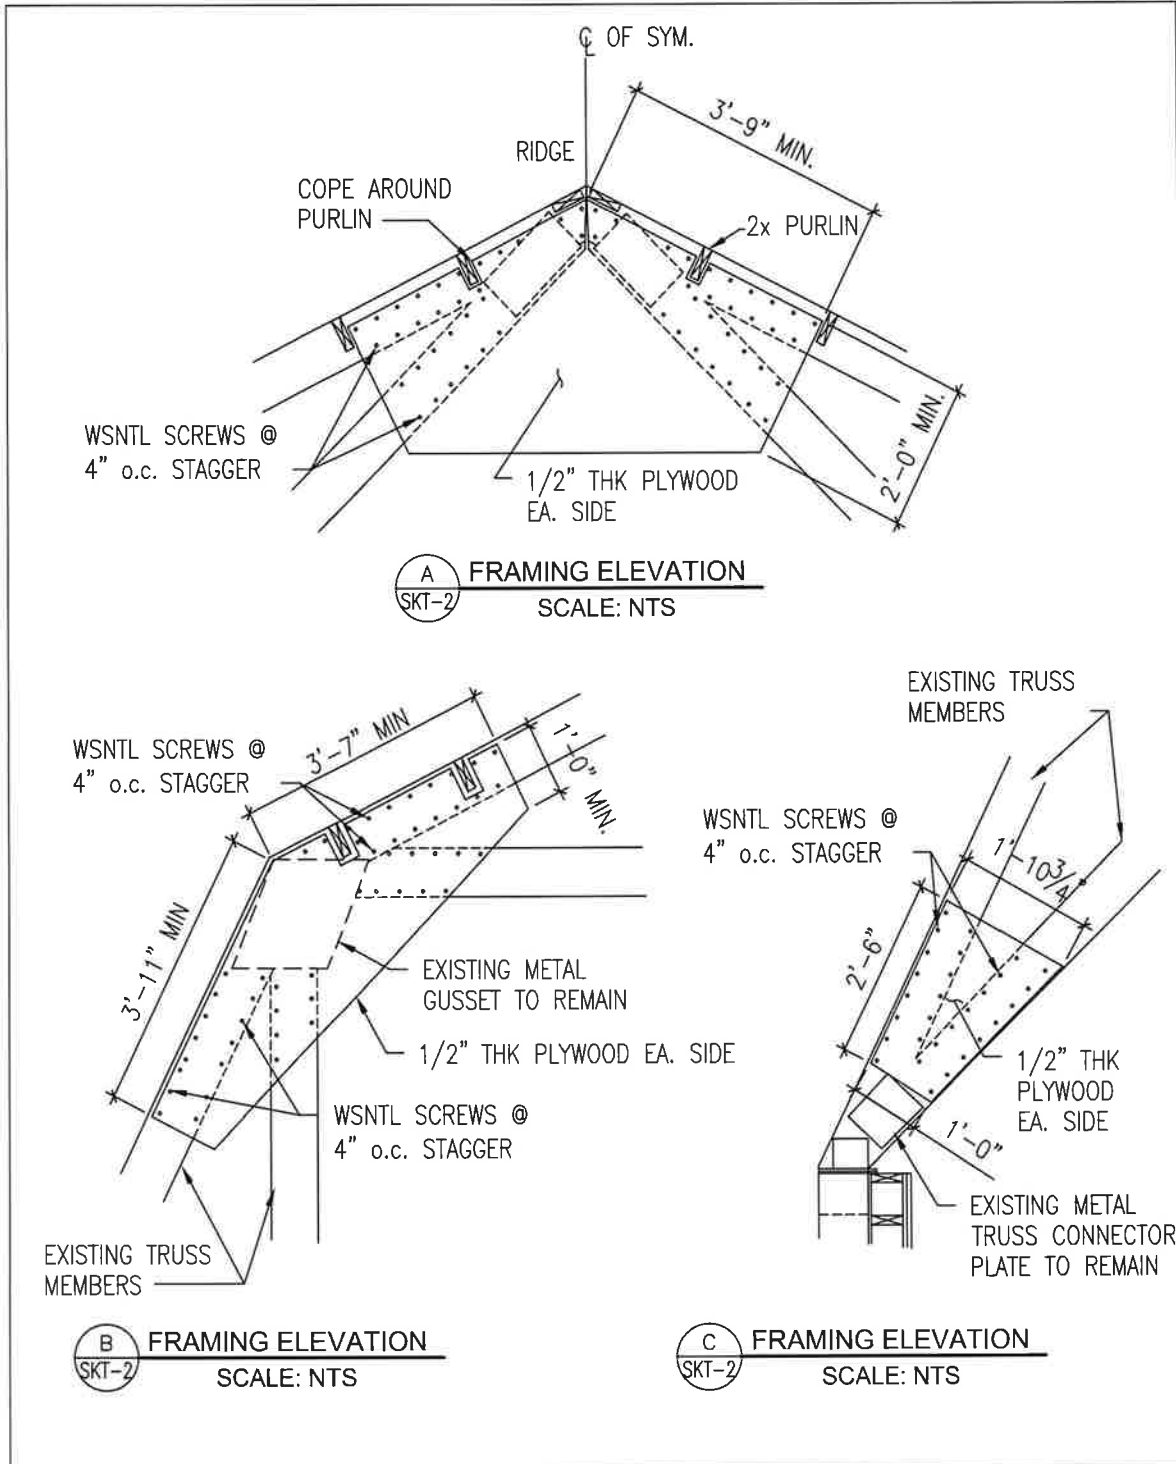 ℄ OF SYM.
3'-9" MIN.
RIDGE
COPE AROUND
PURLIN
2x PURLIN
WSNTL SCREWS @
4" o.c. STAGGER
2'-0" MIN.
1/2" THK PLYWOOD
EA. SIDE
A
SKT-2
FRAMING ELEVATION
SCALE: NTS
WSNTL SCREWS @
4" o.c. STAGGER
3'-7" MIN
1'-0" MIN.
3'-11" MIN
EXISTING METAL
GUSSET TO REMAIN
1/2" THK PLYWOOD EA. SIDE
WSNTL SCREWS @
4" o.c. STAGGER
EXISTING TRUSS
MEMBERS
B
SKT-2
FRAMING ELEVATION
SCALE: NTS
EXISTING TRUSS
MEMBERS
WSNTL SCREWS @
4" o.c. STAGGER
1'-10 3/4"
2'-6"
1/2" THK
PLYWOOD
EA. SIDE
1'-0"
EXISTING METAL
TRUSS CONNECTOR
PLATE TO REMAIN
C
SKT-2
FRAMING ELEVATION
SCALE: NTS